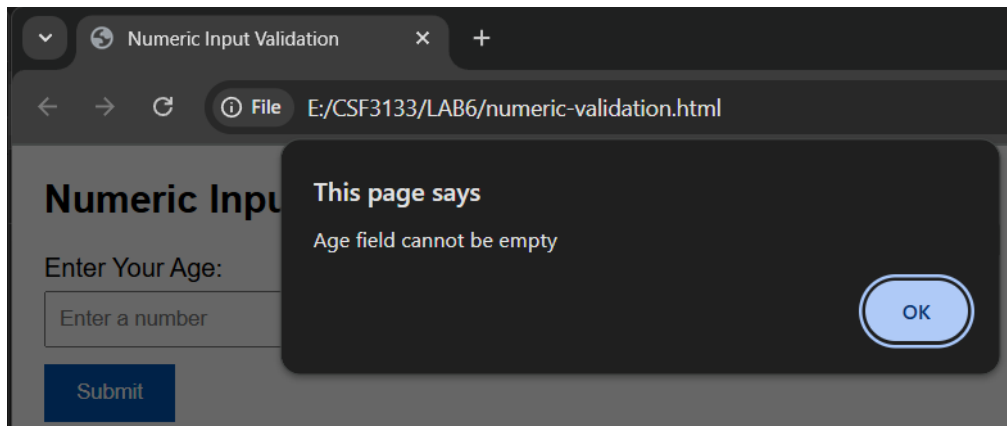 Numeric Input Validation
File E:/CSF3133/LAB6/numeric-validation.html
This page says
Numeric Inpu
Age field cannot be empty
Enter Your Age:
Enter a number
OK
Submit